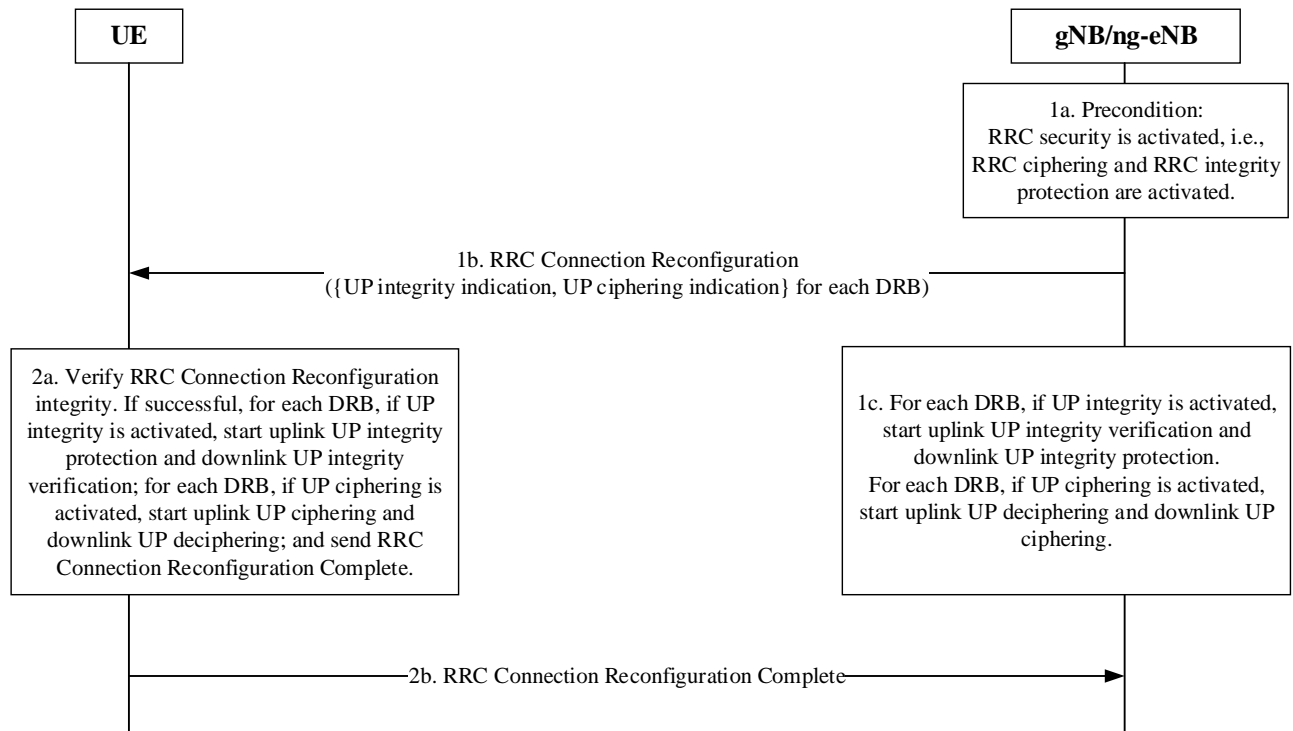 UE
gNB/ng-eNB
1a. Precondition:
RRC security is activated, i.e.,
RRC ciphering and RRC integrity
protection are activated.
1b. RRC Connection Reconfiguration
({UP integrity indication, UP ciphering indication} for each DRB)
2a. Verify RRC Connection Reconfiguration
integrity. If successful, for each DRB, if UP
integrity is activated, start uplink UP integrity
protection and downlink UP integrity
verification; for each DRB, if UP ciphering is
activated, start uplink UP ciphering and
downlink UP deciphering; and send RRC
Connection Reconfiguration Complete.
1c. For each DRB, if UP integrity is activated,
start uplink UP integrity verification and
downlink UP integrity protection.
For each DRB, if UP ciphering is activated,
start uplink UP deciphering and downlink UP
ciphering.
2b. RRC Connection Reconfiguration Complete